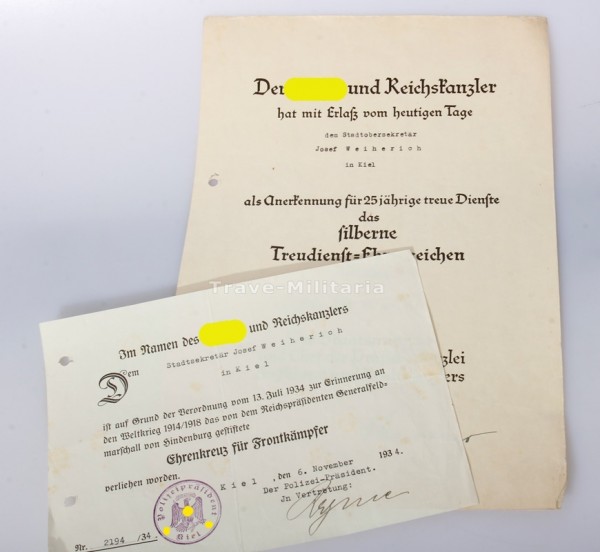 Der und Reichskanzler
hat mit Erlaß vom heutigen Tage
dem Stadtobersekretär
Josef Weiherich
in Kiel
als Anerkennung für 25jährige treue Dienste
das
silberne
Treudienst=Ehrenzeichen
zlei
ers
Trave-Militaria
Im Namen des und Reichskanzlers
Dem Stadtsekretär Josef Weiherich
in Kiel
ist auf Grund der Verordnung vom 13. Juli 1934 zur Erinnerung an
den Weltkrieg 1914/1918 das von dem Reichspräsidenten Generalfeld-
marschall von Hindenburg gestiftete
Ehrenkreuz für Frontkämpfer
verliehen worden.
Kiel, den 6. November 1934.
Der Polizei-Präsident.
Jn Vertretung:
Polizeipräsident
Kiel
Nr. 2194 /34